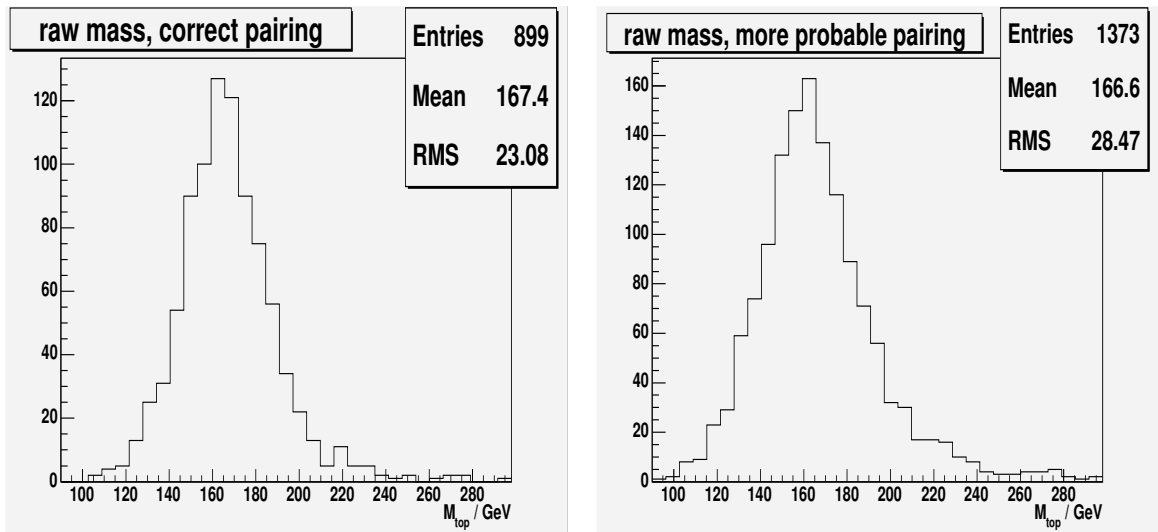 raw mass, correct pairing
Entries 899
Mean 167.4
RMS 23.08
120
100
80
60
40
20
0
100 120 140 160 180 200 220 240 260 280
M_top / GeV
raw mass, more probable pairing
Entries 1373
Mean 166.6
RMS 28.47
160
140
120
100
80
60
40
20
0
100 120 140 160 180 200 220 240 260 280
M_top / GeV